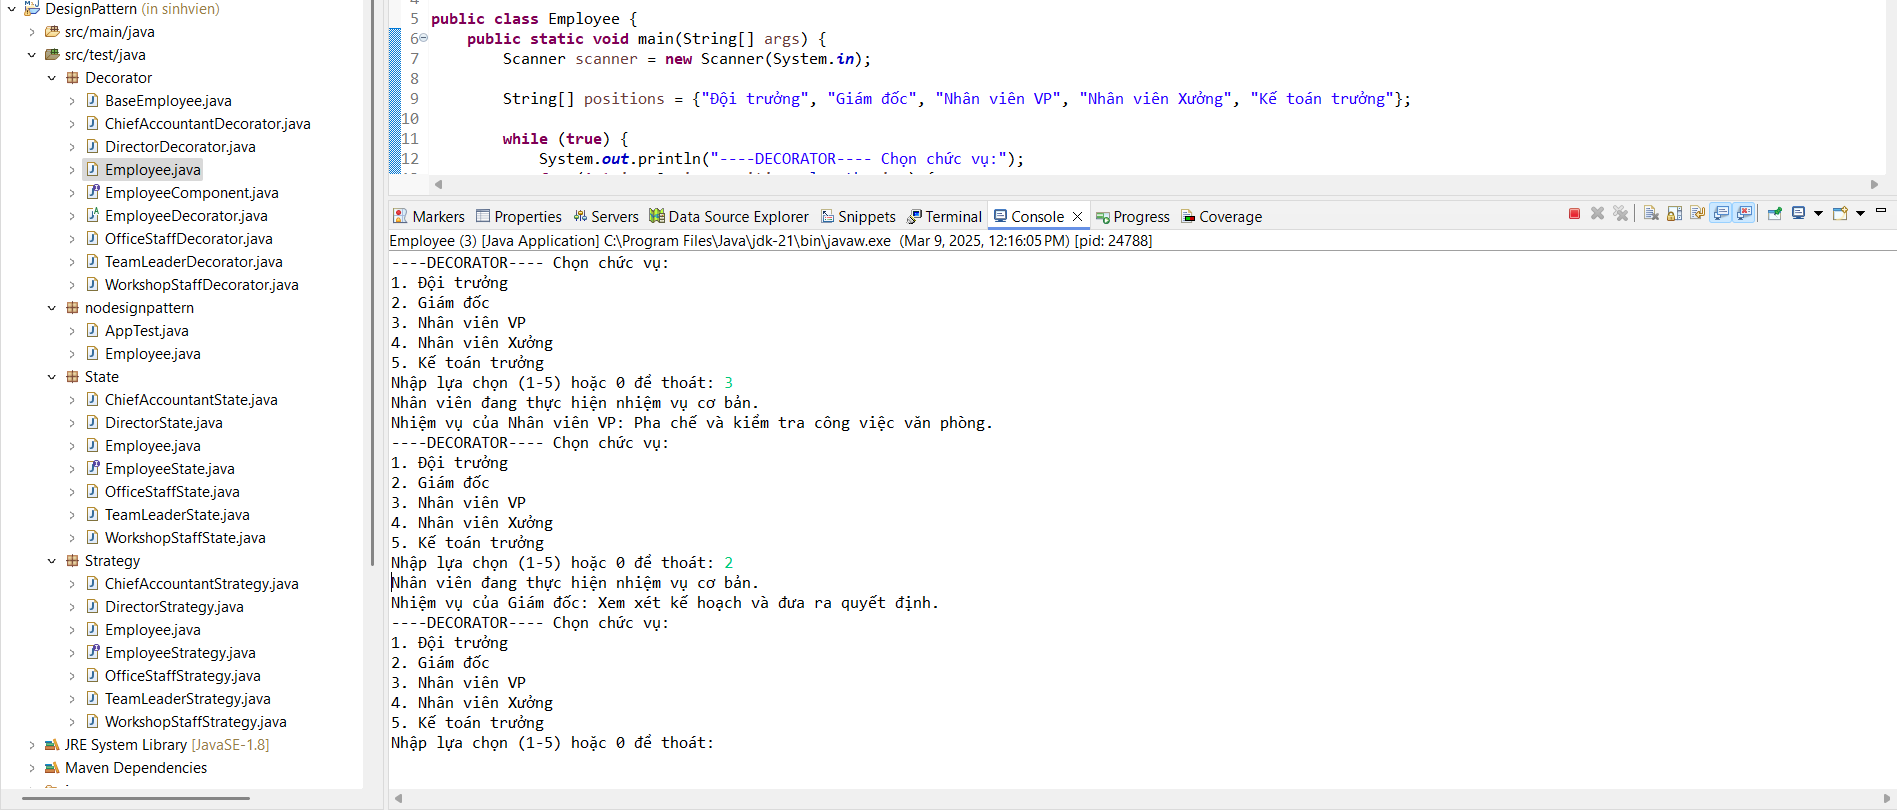 DesignPattern (in sinhvien)
src/main/java
src/test/java
Decorator
BaseEmployee.java
ChiefAccountantDecorator.java
DirectorDecorator.java
Employee.java
EmployeeComponent.java
EmployeeDecorator.java
OfficeStaffDecorator.java
TeamLeaderDecorator.java
WorkshopStaffDecorator.java
nodesignpattern
AppTest.java
Employee.java
State
ChiefAccountantState.java
DirectorState.java
Employee.java
EmployeeState.java
OfficeStaffState.java
TeamLeaderState.java
WorkshopStaffState.java
Strategy
ChiefAccountantStrategy.java
DirectorStrategy.java
Employee.java
EmployeeStrategy.java
OfficeStaffStrategy.java
TeamLeaderStrategy.java
WorkshopStaffStrategy.java
JRE System Library [JavaSE-1.8]
Maven Dependencies
5 public class Employee {
6 public static void main(String[] args) {
7 Scanner scanner = new Scanner(System.in);
8
9 String[] positions = {"Đội trưởng", "Giám đốc", "Nhân viên VP", "Nhân viên Xưởng", "Kế toán trưởng"};
10
11 while (true) {
12 System.out.println("----DECORATOR---- Chọn chức vụ:");
Markers Properties Servers Data Source Explorer Snippets Terminal Console Progress Coverage
Employee (3) [Java Application] C:\Program Files\Java\jdk-21\bin\javaw.exe (Mar 9, 2025, 12:16:05 PM) [pid: 24788]
----DECORATOR---- Chọn chức vụ:
1. Đội trưởng
2. Giám đốc
3. Nhân viên VP
4. Nhân viên Xưởng
5. Kế toán trưởng
Nhập lựa chọn (1-5) hoặc 0 để thoát: 3
Nhân viên đang thực hiện nhiệm vụ cơ bản.
Nhiệm vụ của Nhân viên VP: Pha chế và kiểm tra công việc văn phòng.
----DECORATOR---- Chọn chức vụ:
1. Đội trưởng
2. Giám đốc
3. Nhân viên VP
4. Nhân viên Xưởng
5. Kế toán trưởng
Nhập lựa chọn (1-5) hoặc 0 để thoát: 2
Nhân viên đang thực hiện nhiệm vụ cơ bản.
Nhiệm vụ của Giám đốc: Xem xét kế hoạch và đưa ra quyết định.
----DECORATOR---- Chọn chức vụ:
1. Đội trưởng
2. Giám đốc
3. Nhân viên VP
4. Nhân viên Xưởng
5. Kế toán trưởng
Nhập lựa chọn (1-5) hoặc 0 để thoát: